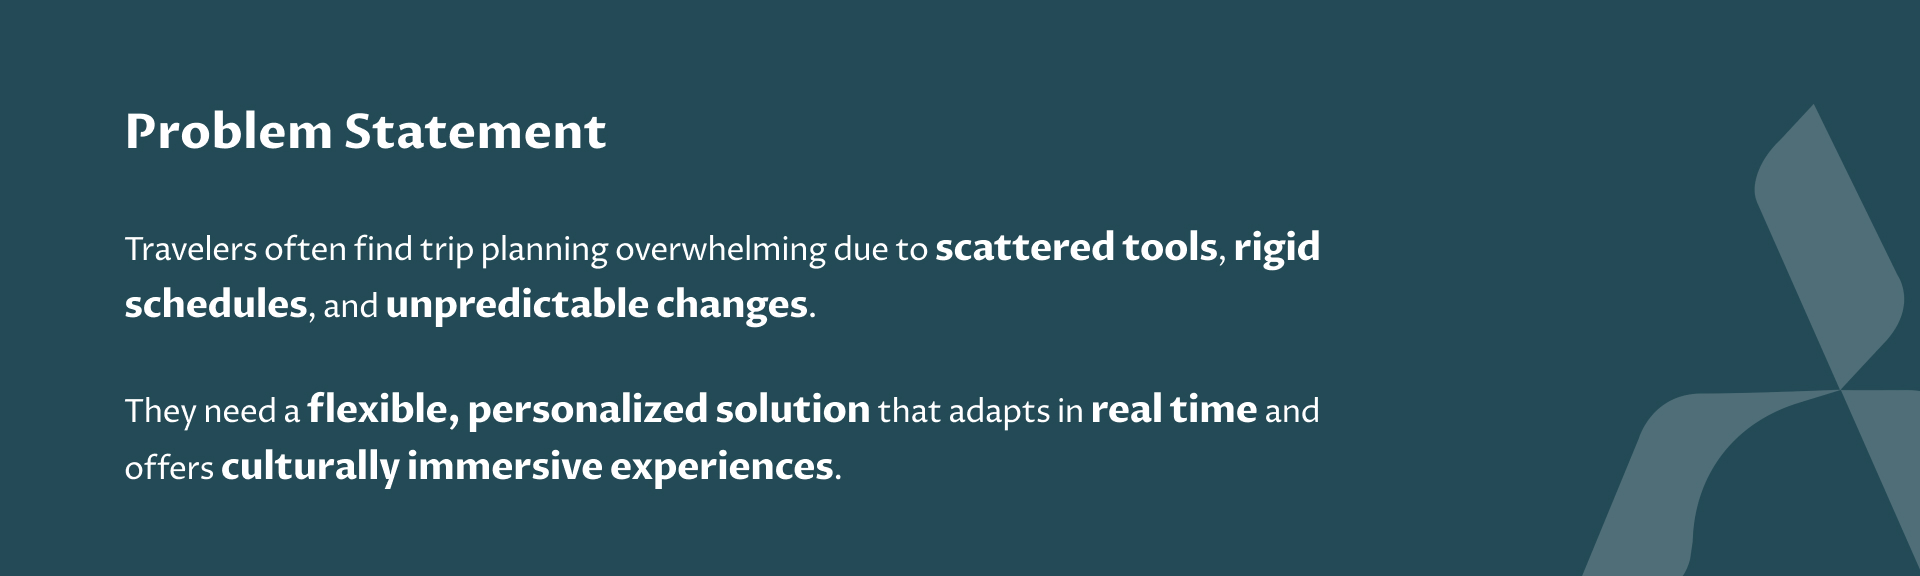 Problem Statement
Travelers often find trip planning overwhelming due to scattered tools, rigid
schedules, and unpredictable changes.
They need a flexible, personalized solution that adapts in real time and
offers culturally immersive experiences.